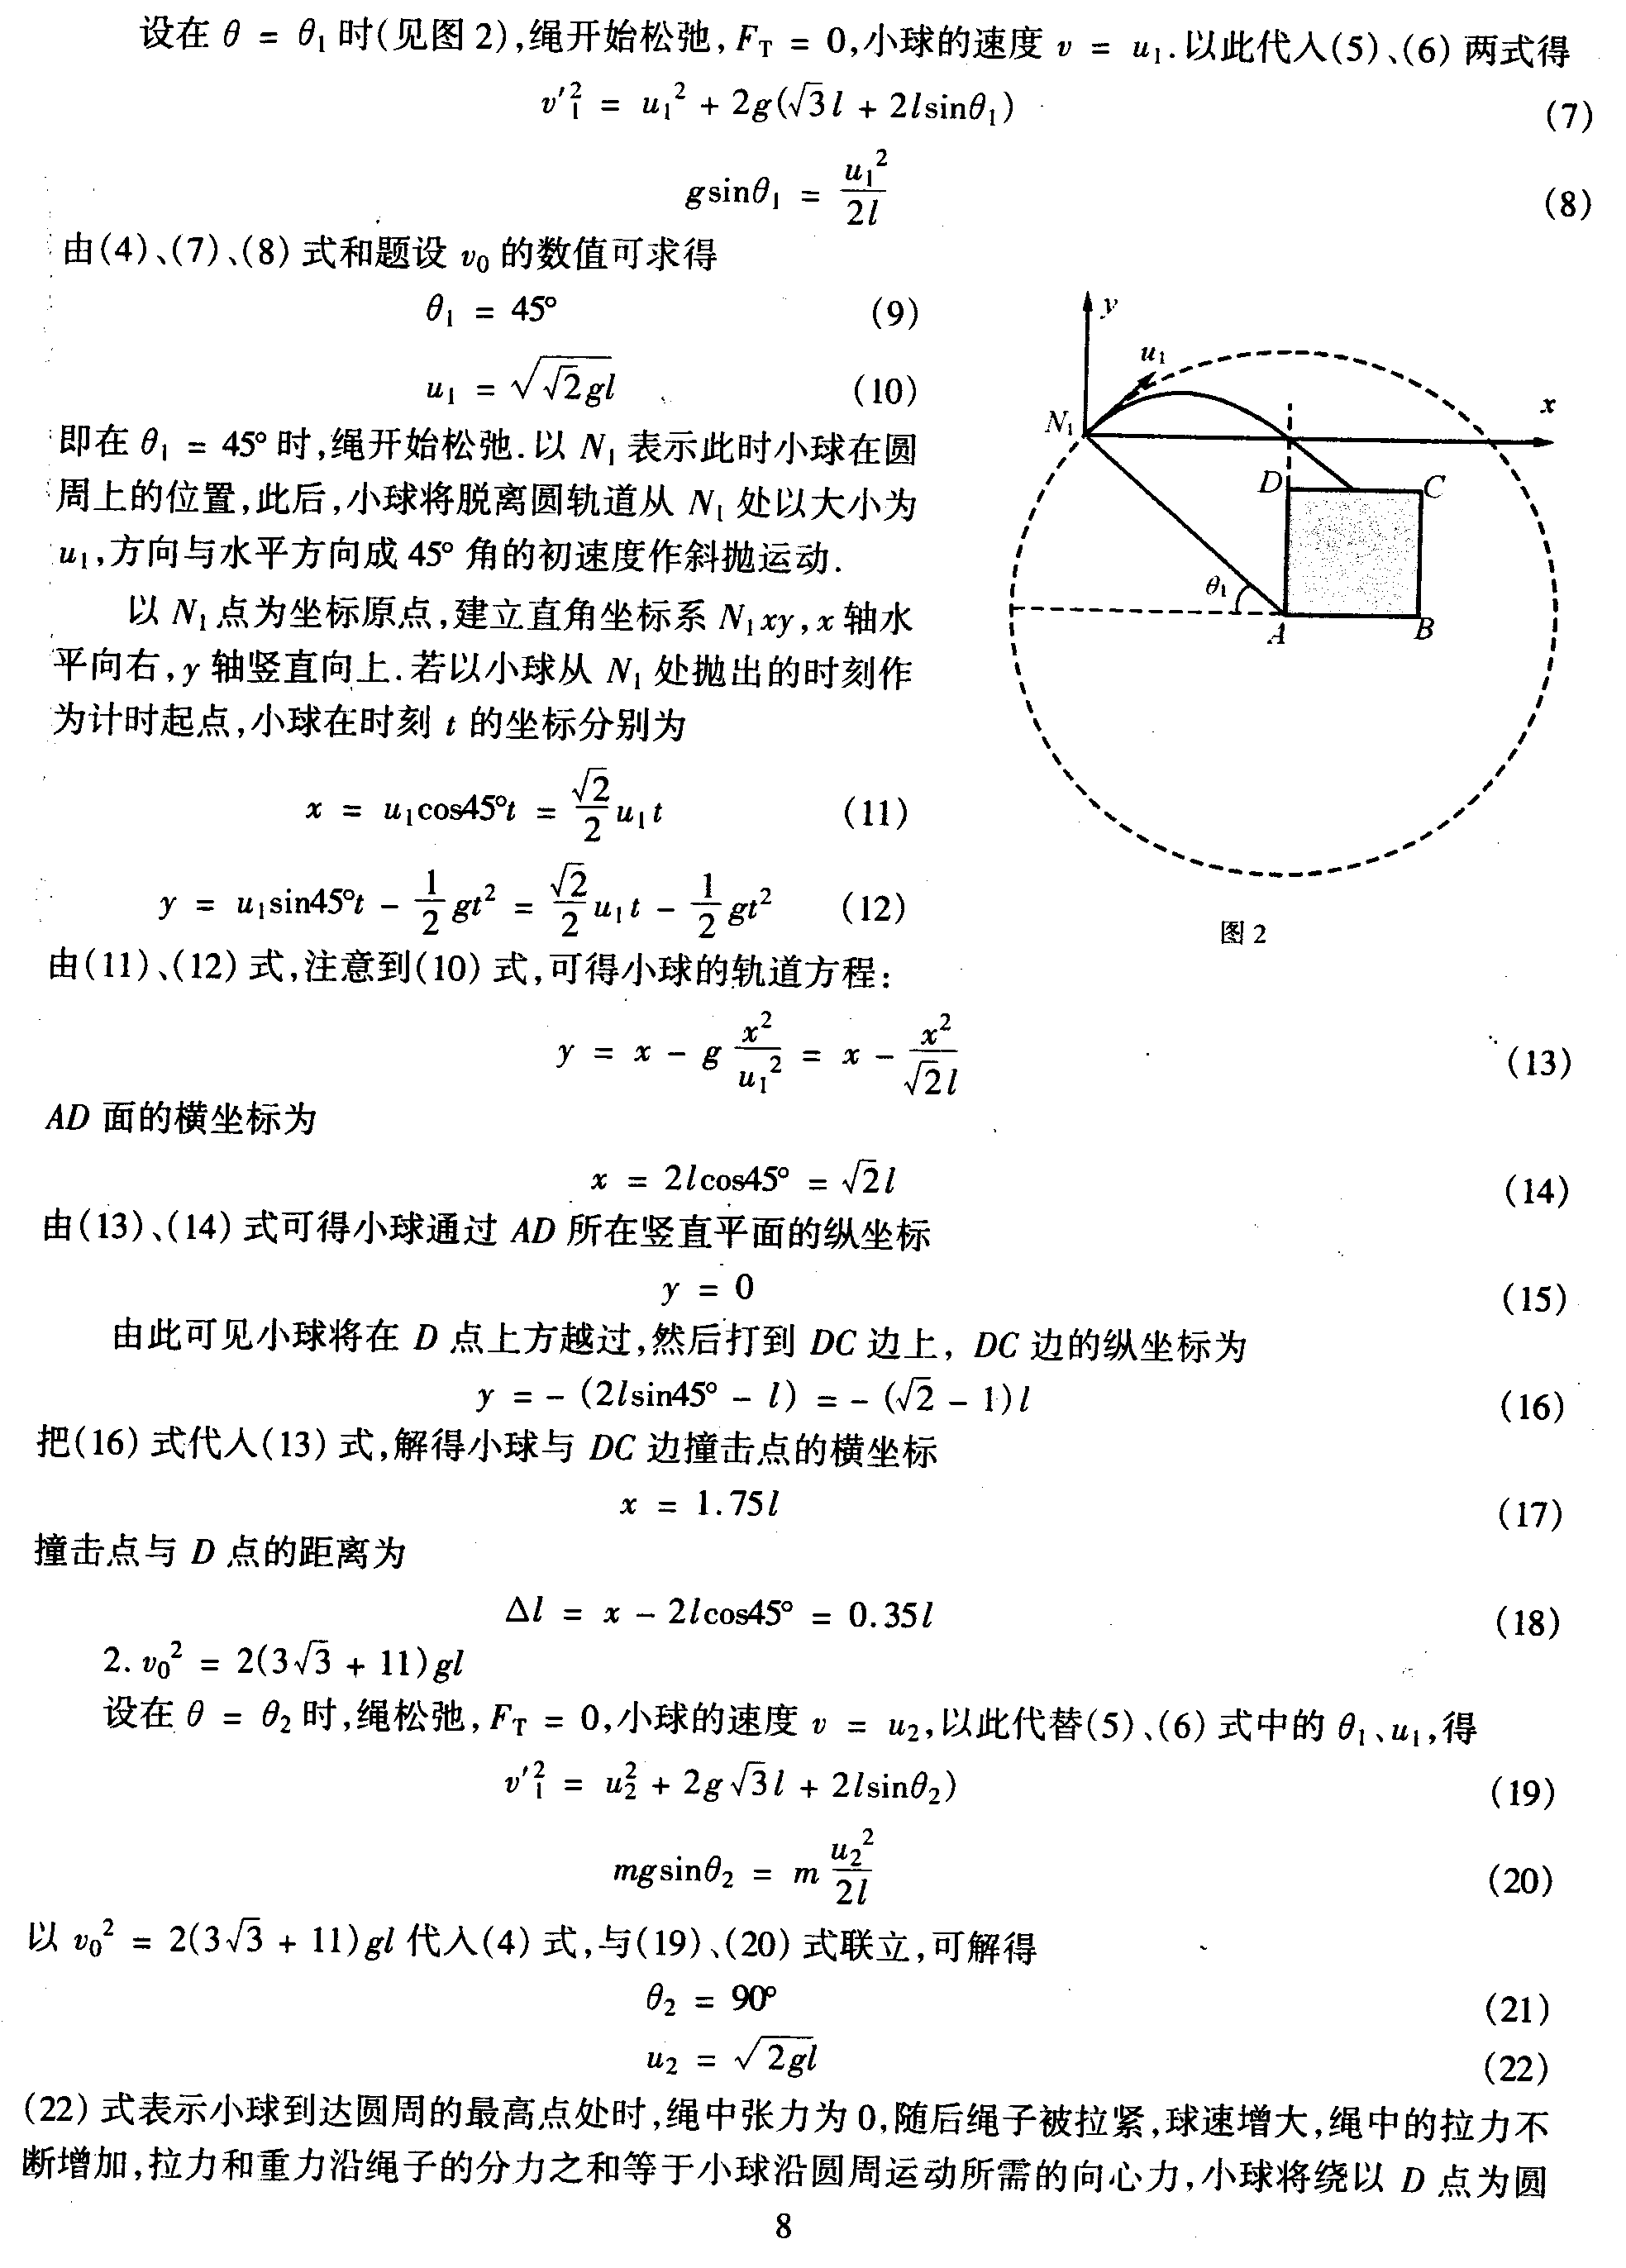 设在 θ = θ₁ 时(见图 2),绳开始松弛, F_T = 0,小球的速度 v = u₁.以此代入(5)、(6) 两式得
v′₁² = u₁² + 2g(√3l + 2lsinθ₁) (7)
gsinθ₁ = u₁²/2l (8)
由(4)、(7)、(8) 式和题设 v₀ 的数值可求得
θ₁ = 45° (9)
u₁ = √(√2gl) (10)
即在 θ₁ = 45° 时,绳开始松弛.以 N₁ 表示此时小球在圆
周上的位置,此后,小球将脱离圆轨道从 N₁ 处以大小为
u₁,方向与水平方向成 45° 角的初速度作斜抛运动.
以 N₁ 点为坐标原点,建立直角坐标系 N₁xy, x 轴水
平向右, y 轴竖直向上.若以小球从 N₁ 处抛出的时刻作
为计时起点,小球在时刻 t 的坐标分别为
x = u₁cos45°t = (√2/2)u₁t (11)
y = u₁sin45°t − (1/2)gt² = (√2/2)u₁t − (1/2)gt² (12)
y
u₁
x
N₁
D
C
θ₁
A
B
图 2
由(11)、(12) 式,注意到(10) 式,可得小球的轨道方程:
y = x − g x²/u₁² = x − x²/(√2l) (13)
AD 面的横坐标为
x = 2lcos45° = √2l (14)
由(13)、(14) 式可得小球通过 AD 所在竖直平面的纵坐标
y = 0 (15)
由此可见小球将在 D 点上方越过,然后打到 DC 边上, DC 边的纵坐标为
y = − (2lsin45° − l) = − (√2 − 1)l (16)
把(16) 式代入(13) 式,解得小球与 DC 边撞击点的横坐标
x = 1.75l (17)
撞击点与 D 点的距离为
Δl = x − 2lcos45° = 0.35l (18)
2. v₀² = 2(3√3 + 11)gl
设在 θ = θ₂ 时,绳松弛, F_T = 0,小球的速度 v = u₂,以此代替(5)、(6) 式中的 θ₁、u₁,得
v′₁² = u₂² + 2g√3l + 2lsinθ₂) (19)
mgsinθ₂ = m u₂²/2l (20)
以 v₀² = 2(3√3 + 11)gl 代入(4) 式,与(19)、(20) 式联立,可解得
θ₂ = 90° (21)
u₂ = √(2gl) (22)
(22) 式表示小球到达圆周的最高点处时,绳中张力为 0,随后绳子被拉紧,球速增大,绳中的拉力不
断增加,拉力和重力沿绳子的分力之和等于小球沿圆周运动所需的向心力,小球将绕以 D 点为圆
8